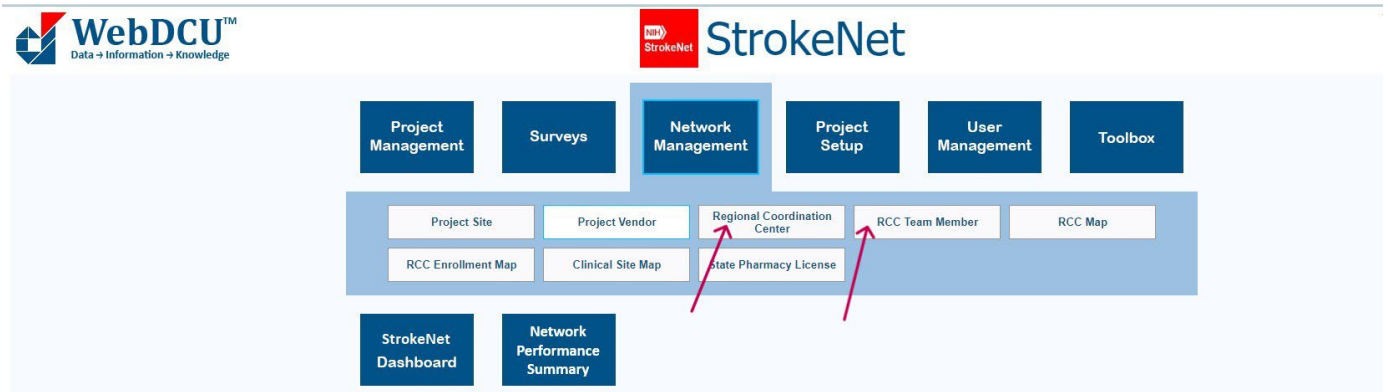 WebDCU™
Data → Information → Knowledge
NIH
StrokeNet
StrokeNet
Project
Management
Surveys
Network
Management
Project
Setup
User
Management
Toolbox
Project Site
Project Vendor
Regional Coordination
Center
RCC Team Member
RCC Map
RCC Enrollment Map
Clinical Site Map
State Pharmacy License
StrokeNet
Dashboard
Network
Performance
Summary